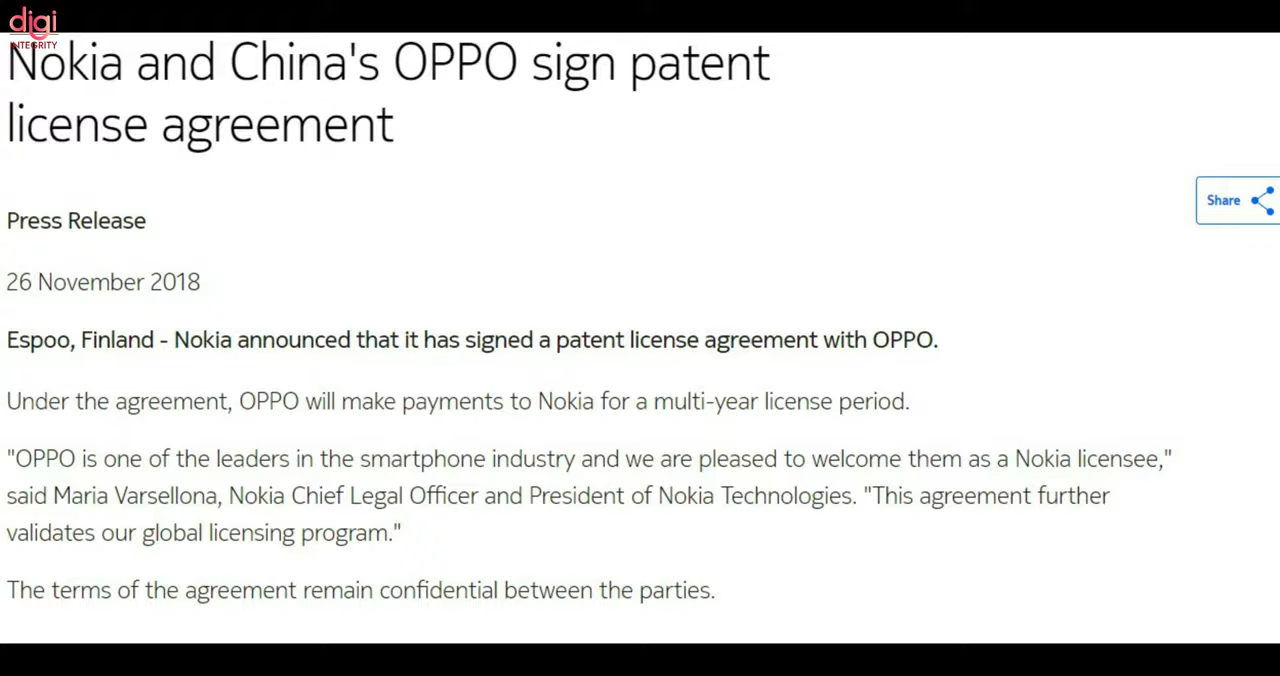 digi
INTEGRITY
Nokia and China's OPPO sign patent
license agreement
Share
Press Release
26 November 2018
Espoo, Finland - Nokia announced that it has signed a patent license agreement with OPPO.
Under the agreement, OPPO will make payments to Nokia for a multi-year license period.
"OPPO is one of the leaders in the smartphone industry and we are pleased to welcome them as a Nokia licensee,"
said Maria Varsellona, Nokia Chief Legal Officer and President of Nokia Technologies. "This agreement further
validates our global licensing program."
The terms of the agreement remain confidential between the parties.